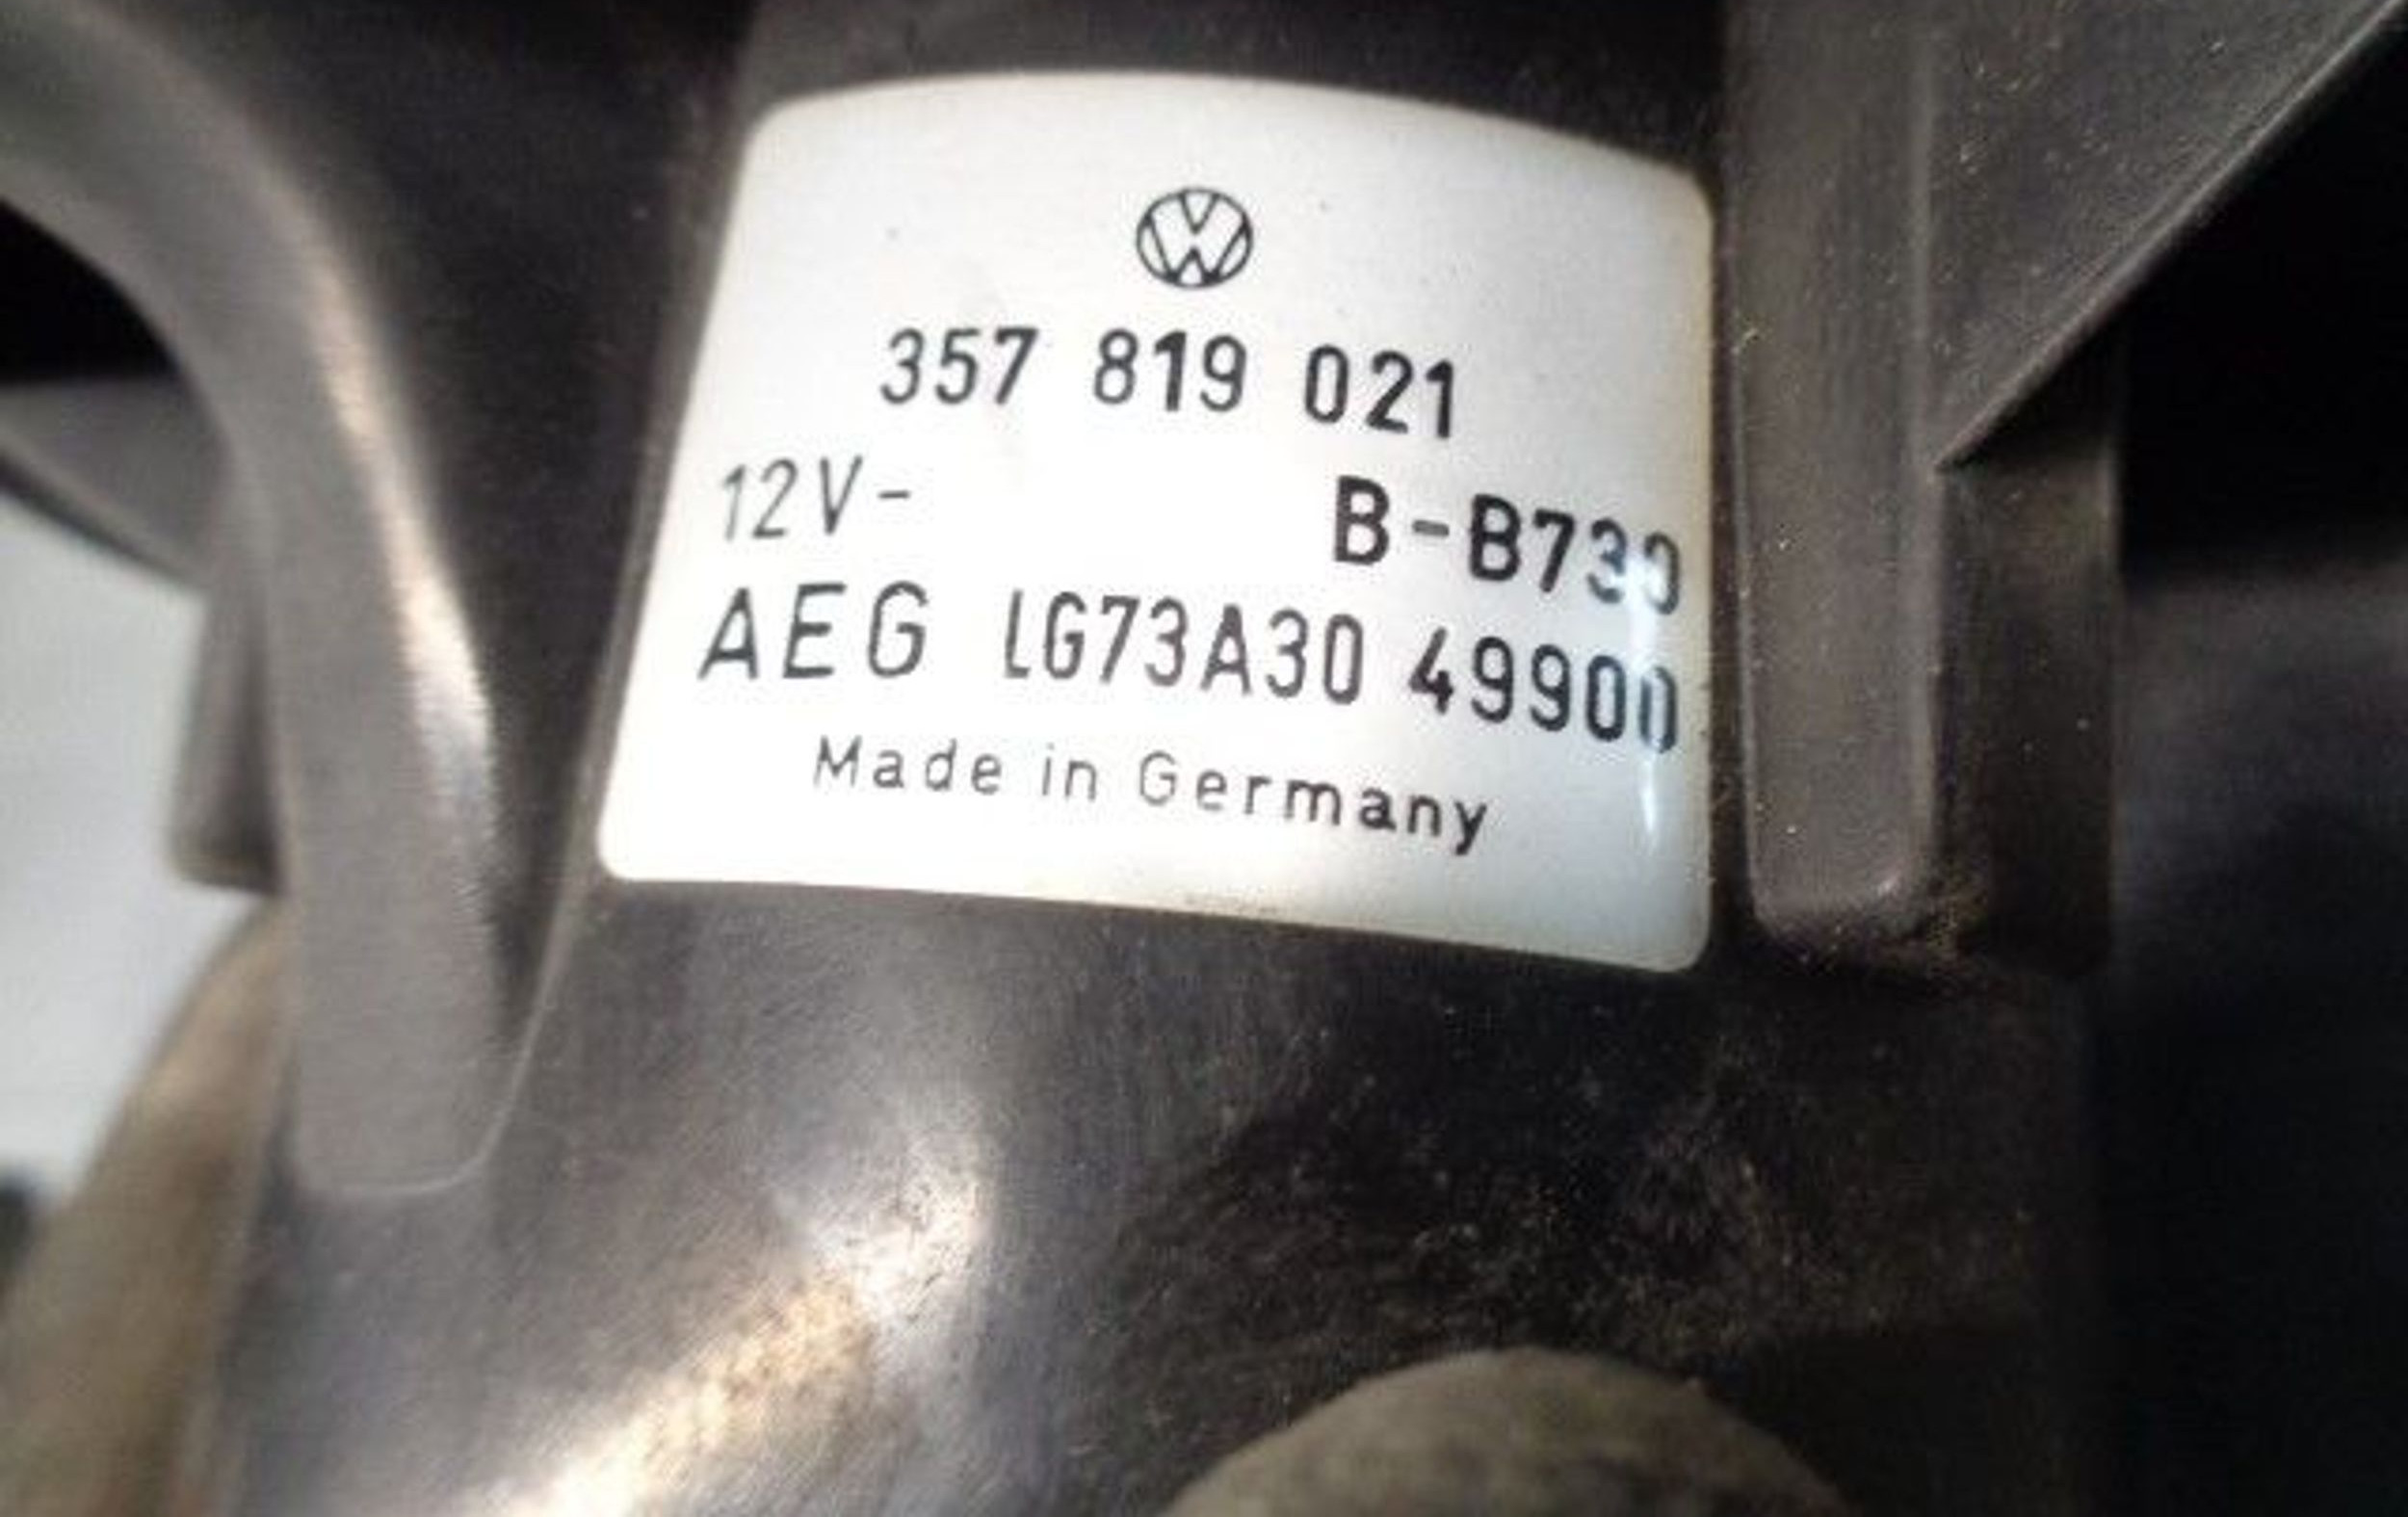 357 819 021
12V- B-B730
AEG LG73A30 49900
Made in Germany